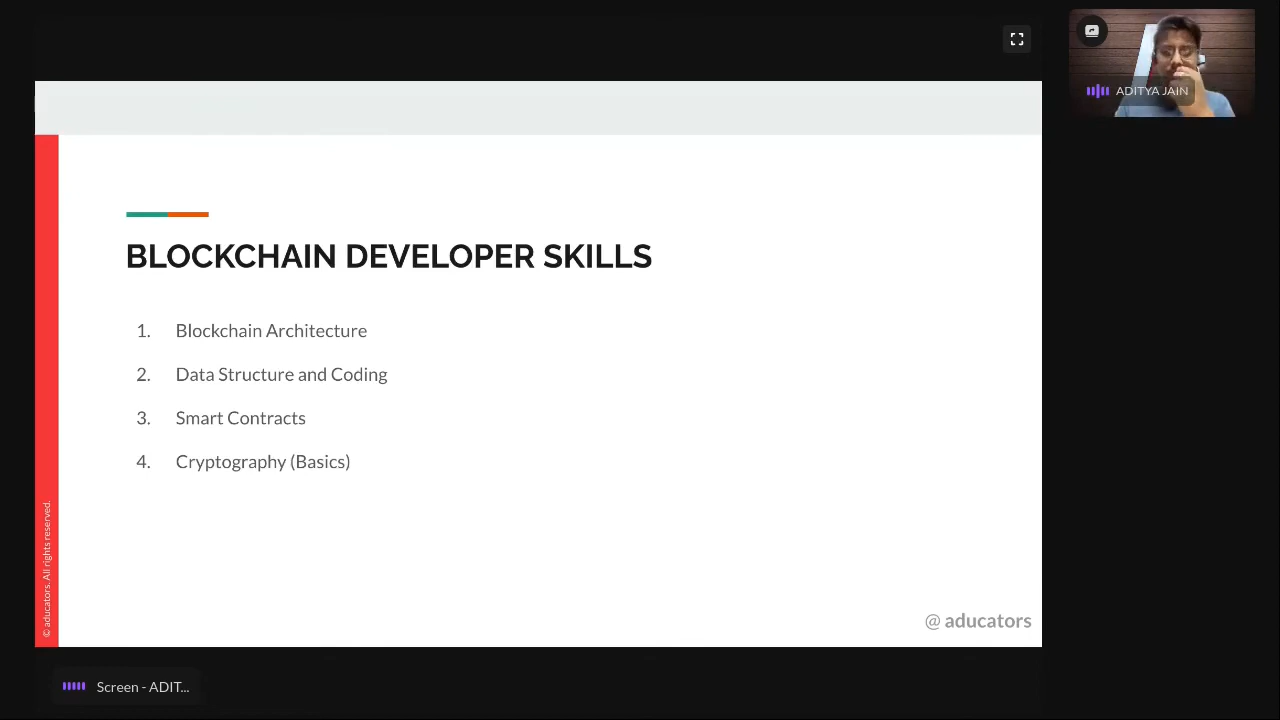 ADITYA JAIN
BLOCKCHAIN DEVELOPER SKILLS
1. Blockchain Architecture
2. Data Structure and Coding
3. Smart Contracts
4. Cryptography (Basics)
© aducators. All rights reserved.
@ aducators
Screen - ADIT...